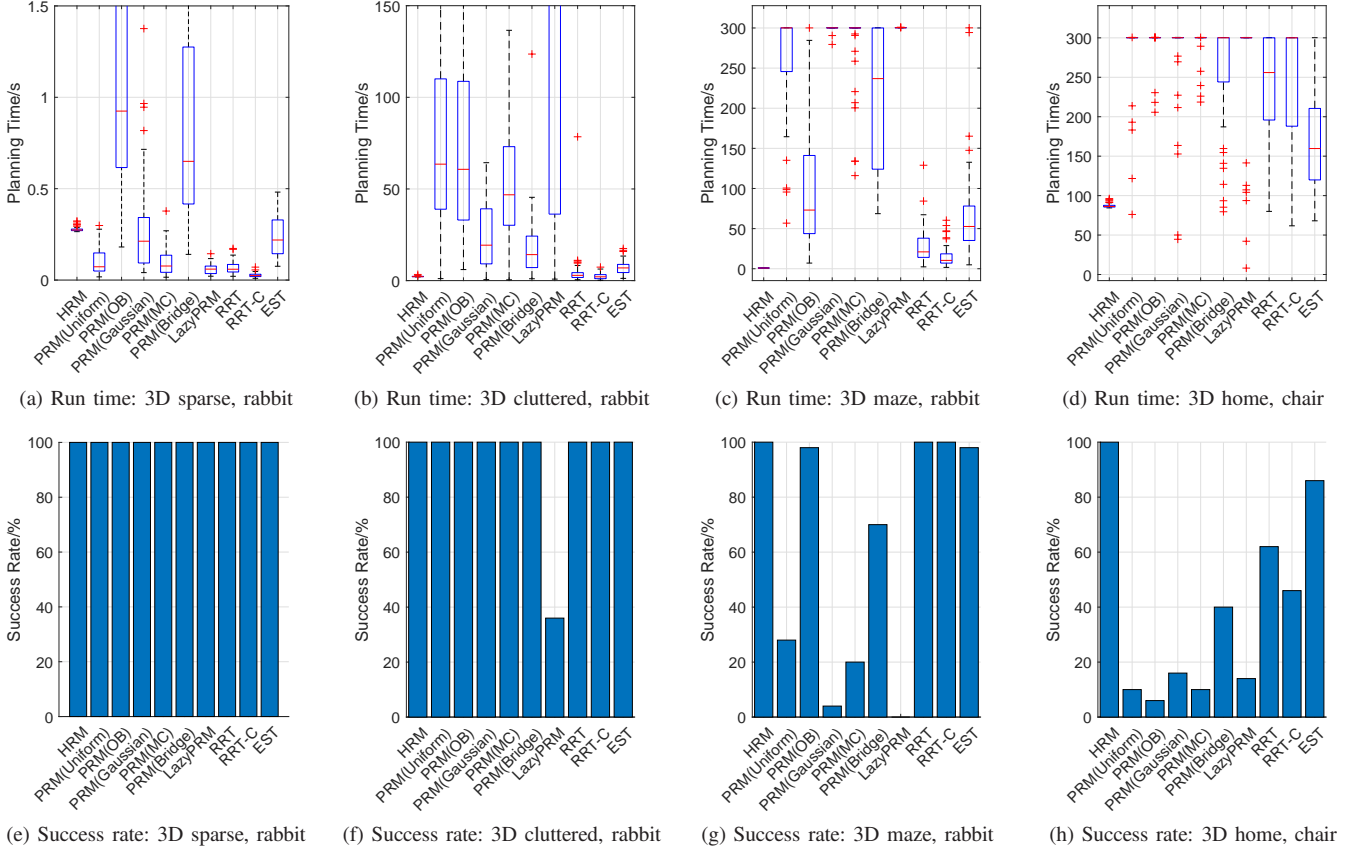 Planning Time/s
1.5
1
0.5
0
HRM
PRM(Uniform)
PRM(OB)
PRM(Gaussian)
PRM(MC)
PRM(Bridge)
LazyPRM
RRT
RRT-C
EST
(a) Run time: 3D sparse, rabbit
Planning Time/s
150
100
50
0
HRM
PRM(Uniform)
PRM(OB)
PRM(Gaussian)
PRM(MC)
PRM(Bridge)
LazyPRM
RRT
RRT-C
EST
(b) Run time: 3D cluttered, rabbit
Planning Time/s
300
250
200
150
100
50
0
HRM
PRM(Uniform)
PRM(OB)
PRM(Gaussian)
PRM(MC)
PRM(Bridge)
LazyPRM
RRT
RRT-C
EST
(c) Run time: 3D maze, rabbit
Planning Time/s
300
250
200
150
100
50
0
HRM
PRM(Uniform)
PRM(OB)
PRM(Gaussian)
PRM(MC)
PRM(Bridge)
LazyPRM
RRT
RRT-C
EST
(d) Run time: 3D home, chair
Success Rate/%
100
80
60
40
20
0
HRM
PRM(Uniform)
PRM(OB)
PRM(Gaussian)
PRM(MC)
PRM(Bridge)
LazyPRM
RRT
RRT-C
EST
(e) Success rate: 3D sparse, rabbit
Success Rate/%
100
80
60
40
20
0
HRM
PRM(Uniform)
PRM(OB)
PRM(Gaussian)
PRM(MC)
PRM(Bridge)
LazyPRM
RRT
RRT-C
EST
(f) Success rate: 3D cluttered, rabbit
Success Rate/%
100
80
60
40
20
0
HRM
PRM(Uniform)
PRM(OB)
PRM(Gaussian)
PRM(MC)
PRM(Bridge)
LazyPRM
RRT
RRT-C
EST
(g) Success rate: 3D maze, rabbit
Success Rate/%
100
80
60
40
20
0
HRM
PRM(Uniform)
PRM(OB)
PRM(Gaussian)
PRM(MC)
PRM(Bridge)
LazyPRM
RRT
RRT-C
EST
(h) Success rate: 3D home, chair